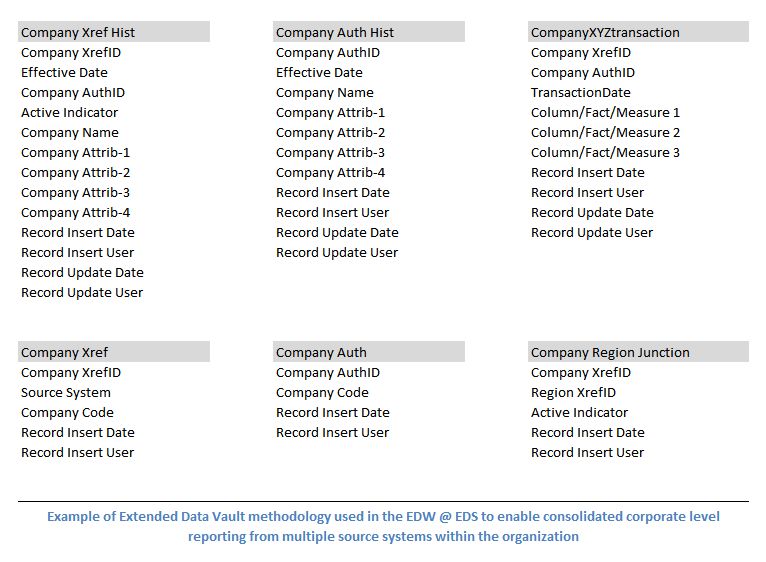 Company Xref Hist
Company XrefID
Effective Date
Company AuthID
Active Indicator
Company Name
Company Attrib-1
Company Attrib-2
Company Attrib-3
Company Attrib-4
Record Insert Date
Record Insert User
Record Update Date
Record Update User
Company Auth Hist
Company AuthID
Effective Date
Company Name
Company Attrib-1
Company Attrib-2
Company Attrib-3
Company Attrib-4
Record Insert Date
Record Insert User
Record Update Date
Record Update User
CompanyXYZtransaction
Company XrefID
Company AuthID
TransactionDate
Column/Fact/Measure 1
Column/Fact/Measure 2
Column/Fact/Measure 3
Record Insert Date
Record Insert User
Record Update Date
Record Update User
Company Xref
Company XrefID
Source System
Company Code
Record Insert Date
Record Insert User
Company Auth
Company AuthID
Company Code
Record Insert Date
Record Insert User
Company Region Junction
Company XrefID
Region XrefID
Active Indicator
Record Insert Date
Record Insert User
Example of Extended Data Vault methodology used in the EDW @ EDS to enable consolidated corporate level
reporting from multiple source systems within the organization